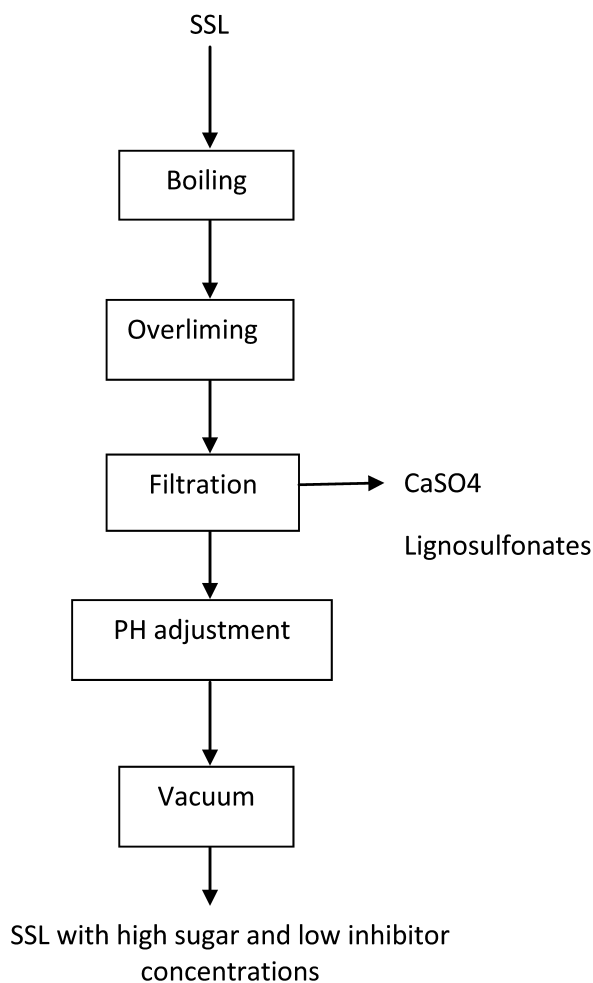 SSL
Boiling
Overliming
Filtration
CaSO4
Lignosulfonates
PH adjustment
Vacuum
SSL with high sugar and low inhibitor
concentrations